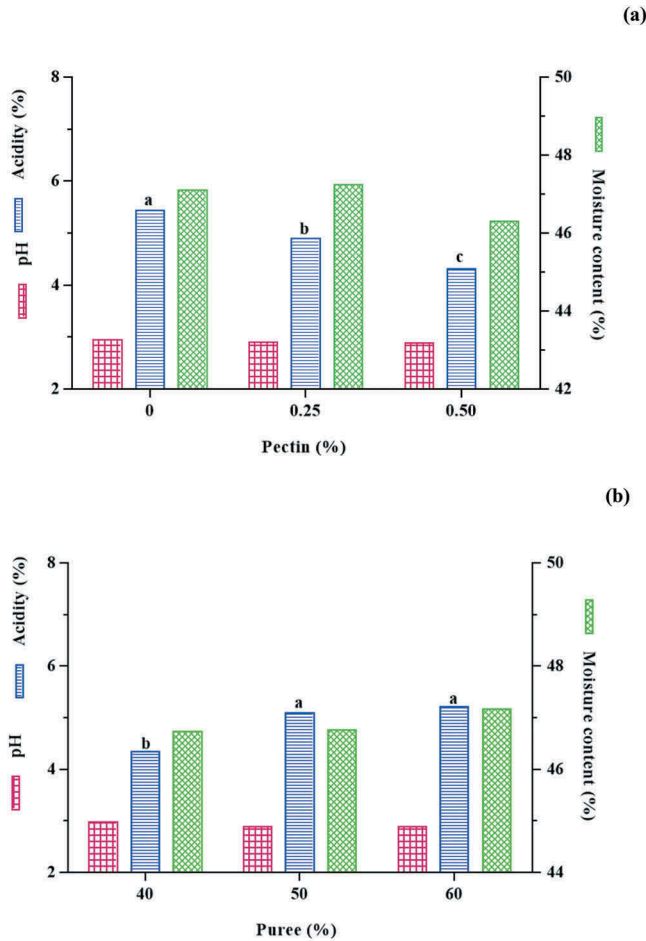 (a)
8
6
4
2
50
48
46
44
42
pH Acidity (%)
Moisture content (%)
a
b
c
0 0.25 0.50
Pectin (%)
(b)
8
6
4
2
50
48
46
44
pH Acidity (%)
Moisture content (%)
b
a
a
40 50 60
Puree (%)